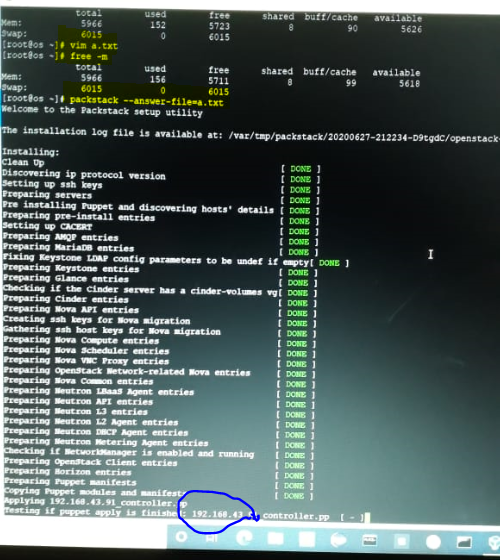 total used free shared buff/cache available
Mem: 5966 152 5723 8 90 5626
Swap: 6015 0 6015
[root@os ~]# vim a.txt
[root@os ~]# free -m
total used free shared buff/cache available
Mem: 5966 156 5711 8 99 5618
Swap: 6015 0 6015
[root@os ~]# packstack --answer-file=a.txt
Welcome to the Packstack setup utility
The installation log file is available at: /var/tmp/packstack/20200627-212234-D9tgdC/openstack-
Installing:
Clean Up [ DONE ]
Discovering ip protocol version [ DONE ]
Setting up ssh keys [ DONE ]
Preparing servers [ DONE ]
Pre installing Puppet and discovering hosts' details [ DONE ]
Preparing pre-install entries [ DONE ]
Setting up CACERT [ DONE ]
Preparing AMQP entries [ DONE ]
Preparing MariaDB entries [ DONE ]
Fixing Keystone LDAP config parameters to be undef if empty[ DONE ]
Preparing Keystone entries [ DONE ]
Preparing Glance entries [ DONE ]
Checking if the Cinder server has a cinder-volumes vg[ DONE ]
Preparing Cinder entries [ DONE ]
Preparing Nova API entries [ DONE ]
Creating ssh keys for Nova migration [ DONE ]
Gathering ssh host keys for Nova migration [ DONE ]
Preparing Nova Compute entries [ DONE ]
Preparing Nova Scheduler entries [ DONE ]
Preparing Nova VNC Proxy entries [ DONE ]
Preparing OpenStack Network-related Nova entries [ DONE ]
Preparing Nova Common entries [ DONE ]
Preparing Neutron LBaaS Agent entries [ DONE ]
Preparing Neutron API entries [ DONE ]
Preparing Neutron L3 entries [ DONE ]
Preparing Neutron L2 Agent entries [ DONE ]
Preparing Neutron DHCP Agent entries [ DONE ]
Preparing Neutron Metering Agent entries [ DONE ]
Checking if NetworkManager is enabled and running [ DONE ]
Preparing OpenStack Client entries [ DONE ]
Preparing Horizon entries [ DONE ]
Preparing Puppet manifests [ DONE ]
Copying Puppet modules and manifests [ DONE ]
Applying 192.168.43.91_controller.pp
Testing if puppet apply is finished: 192.168.43. controller.pp [ - ]